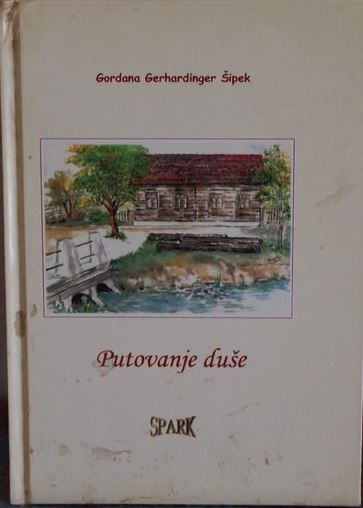 Gordana Gerhardinger Šipek
Putovanje duše
SPARK